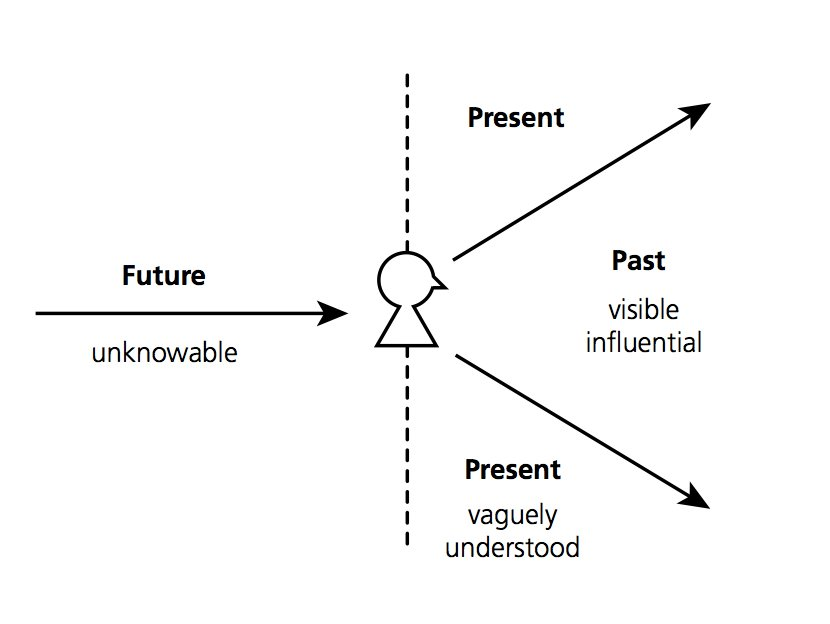 Present
Future
unknowable
Past
visible
influential
Present
vaguely
understood